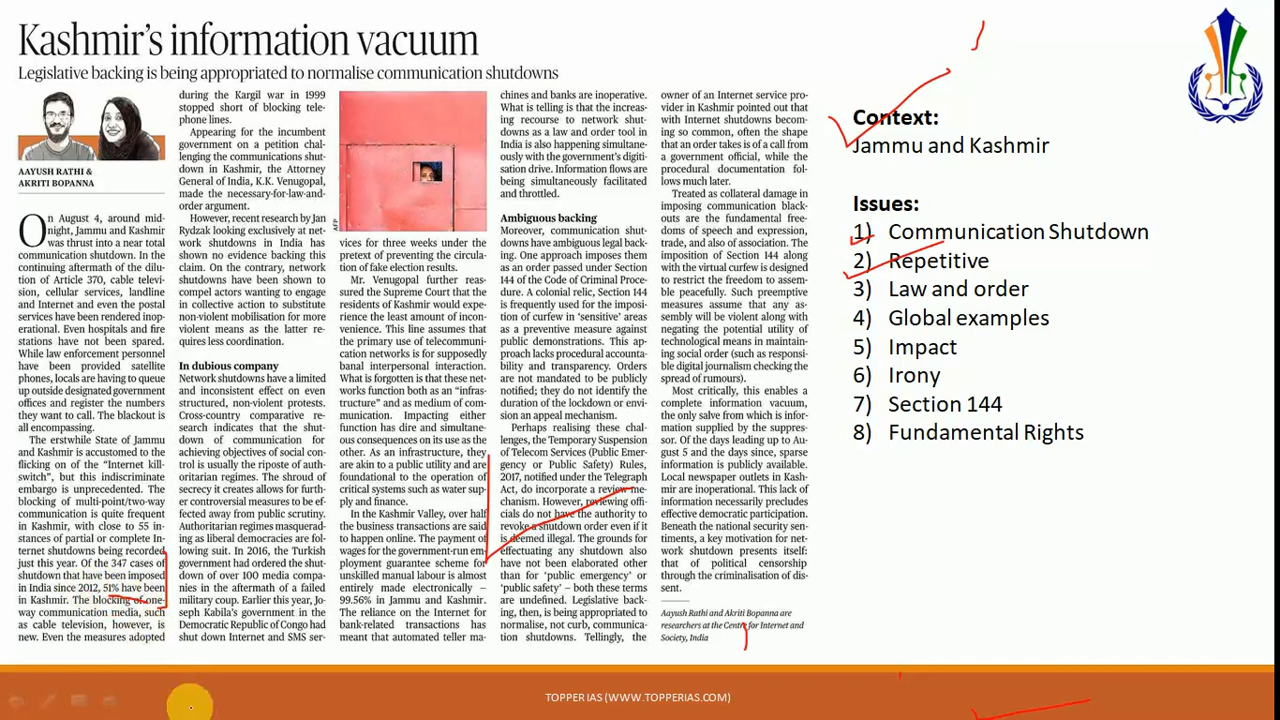 Kashmir's information vacuum
Legislative backing is being appropriated to normalise communication shutdowns
AAYUSH RATHI &
AKRITI BOPANNA
On August 4, around mid-
night, Jammu and Kashmir
was thrust into a near total
communication shutdown. In the
continuing aftermath of the dilu-
tion of Article 370, cable televi-
sion, cellular services, landline
and Internet and even the postal
services have been rendered inop-
erational. Even hospitals and fire
stations have not been spared.
While law enforcement personnel
have been provided satellite
phones, locals are having to queue
up outside designated government
offices and register the numbers
they want to call. The blackout is
all encompassing.
The erstwhile State of Jammu
and Kashmir is accustomed to the
flicking on of the "Internet kill-
switch", but this indiscriminate
embargo is unprecedented. The
blocking of multi-point/two-way
communication is quite frequent
in Kashmir, with close to 55 in-
stances of partial or complete In-
ternet shutdowns being recorded
just this year. Of the 347 cases of
shutdown that have been imposed
in India since 2012, 51% have been
in Kashmir. The blocking of one-
way communication media, such
as cable television, however, is
new. Even the measures adopted
during the Kargil war in 1999
stopped short of blocking tele-
phone lines.
Appearing for the incumbent
government on a petition chal-
lenging the communications shut-
down in Kashmir, the Attorney
General of India, K.K. Venugopal,
made the necessary-for-law-and-
order argument.
However, recent research by Jan
Rydzak looking exclusively at net-
work shutdowns in India has
shown no evidence backing this
claim. On the contrary, network
shutdowns have been shown to
compel actors wanting to engage
in collective action to substitute
non-violent mobilisation for more
violent means as the latter re-
quires less coordination.
In dubious company
Network shutdowns have a limited
and inconsistent effect on even
structured, non-violent protests.
Cross-country comparative re-
search indicates that the shut-
down of communication for
achieving objectives of social con-
trol is usually the riposte of auth-
oritarian regimes. The shroud of
secrecy it creates allows for furth-
er controversial measures to be ef-
fected away from public scrutiny.
Authoritarian regimes masquerad-
ing as liberal democracies are fol-
lowing suit. In 2016, the Turkish
government had ordered the shut-
down of over 100 media compa-
nies in the aftermath of a failed
military coup. Earlier this year, Jo-
seph Kabila's government in the
Democratic Republic of Congo had
shut down Internet and SMS ser-
AFP
vices for three weeks under the
pretext of preventing the circula-
tion of fake election results.
Mr. Venugopal further reas-
sured the Supreme Court that the
residents of Kashmir would expe-
rience the least amount of incon-
venience. This line assumes that
the primary use of telecommuni-
cation networks is for supposedly
banal interpersonal interaction.
What is forgotten is that these net-
works function both as an "infras-
tructure" and as medium of com-
munication. Impacting either
function has dire and simultane-
ous consequences on its use as the
other. As an infrastructure, they
are akin to a public utility and are
foundational to the operation of
critical systems such as water sup-
ply and finance.
In the Kashmir Valley, over half
the business transactions are said
to happen online. The payment of
wages for the government-run em-
ployment guarantee scheme for
unskilled manual labour is almost
entirely made electronically –
99.56% in Jammu and Kashmir.
The reliance on the Internet for
bank-related transactions has
meant that automated teller ma-
chines and banks are inoperative.
What is telling is that the increas-
ing recourse to network shut-
downs as a law and order tool in
India is also happening simultane-
ously with the government's digiti-
sation drive. Information flows are
being simultaneously facilitated
and throttled.
Ambiguous backing
Moreover, communication shut-
downs have ambiguous legal back-
ing. One approach imposes them
as an order passed under Section
144 of the Code of Criminal Proce-
dure. A colonial relic, Section 144
is frequently used for the imposi-
tion of curfew in 'sensitive' areas
as a preventive measure against
public demonstrations. This ap-
proach lacks procedural accounta-
bility and transparency. Orders
are not mandated to be publicly
notified; they do not identify the
duration of the lockdown or envi-
sion an appeal mechanism.
Perhaps realising these chal-
lenges, the Temporary Suspension
of Telecom Services (Public Emer-
gency or Public Safety) Rules,
2017, notified under the Telegraph
Act, do incorporate a review me-
chanism. However, reviewing offi-
cials do not have the authority to
revoke a shutdown order even if it
is deemed illegal. The grounds for
effectuating any shutdown also
have not been elaborated other
than for 'public emergency' or
'public safety' – both these terms
are undefined. Legislative back-
ing, then, is being appropriated to
normalise, not curb, communica-
tion shutdowns. Tellingly, the
owner of an Internet service pro-
vider in Kashmir pointed out that
with Internet shutdowns becom-
ing so common, often the shape
that an order takes is of a call from
a government official, while the
procedural documentation fol-
lows much later.
Treated as collateral damage in
imposing communication black-
outs are the fundamental free-
doms of speech and expression,
trade, and also of association. The
imposition of Section 144 along
with the virtual curfew is designed
to restrict the freedom to assem-
ble peacefully. Such preemptive
measures assume that any as-
sembly will be violent along with
negating the potential utility of
technological means in maintain-
ing social order (such as responsi-
ble digital journalism checking the
spread of rumours).
Most critically, this enables a
complete information vacuum,
the only salve from which is infor-
mation supplied by the suppres-
sor. Of the days leading up to Au-
gust 5 and the days since, sparse
information is publicly available.
Local newspaper outlets in Kash-
mir are inoperational. This lack of
information necessarily precludes
effective democratic participation.
Beneath the national security sen-
timents, a key motivation for net-
work shutdown presents itself:
that of political censorship
through the criminalisation of dis-
sent.
Aayush Rathi and Akriti Bopanna are
researchers at the Centre for Internet and
Society, India
Context:
Jammu and Kashmir
Issues:
1) Communication Shutdown
2) Repetitive
3) Law and order
4) Global examples
5) Impact
6) Irony
7) Section 144
8) Fundamental Rights
TOPPER IAS (WWW.TOPPERIAS.COM)